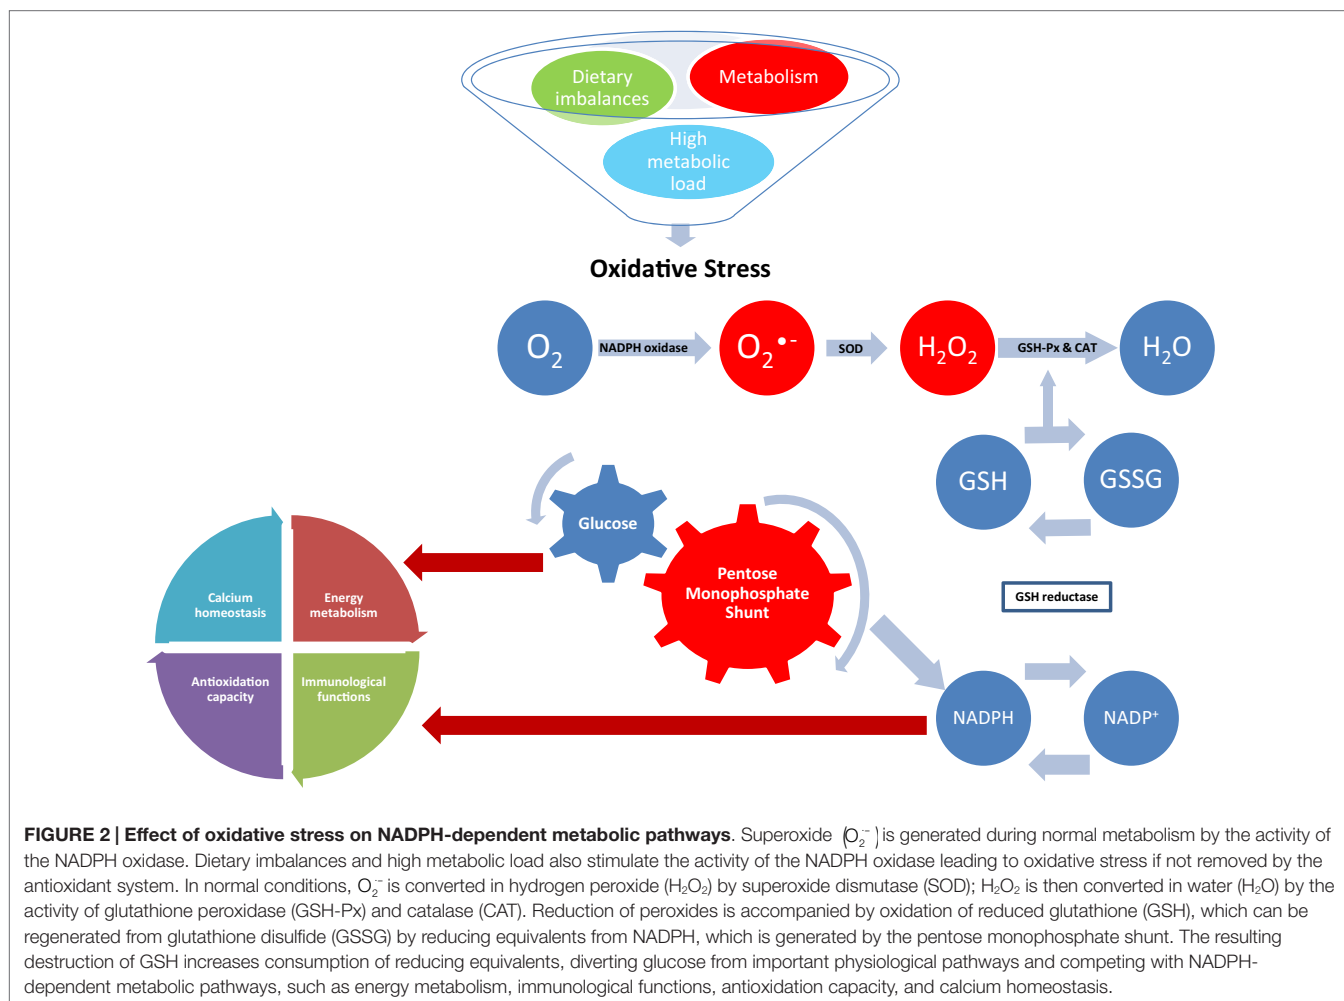 Dietary
imbalances
Metabolism
High
metabolic
load
Oxidative Stress
O₂
NADPH oxidase
O₂•-
SOD
H₂O₂
GSH-Px & CAT
H₂O
GSH
GSSG
Glucose
Pentose
Monophosphate
Shunt
GSH reductase
Calcium
homeostasis
Energy
metabolism
Antioxidation
capacity
Immunological
functions
NADPH
NADP⁺
FIGURE 2 | Effect of oxidative stress on NADPH-dependent metabolic pathways. Superoxide (O₂·−) is generated during normal metabolism by the activity of
the NADPH oxidase. Dietary imbalances and high metabolic load also stimulate the activity of the NADPH oxidase leading to oxidative stress if not removed by the
antioxidant system. In normal conditions, O₂·− is converted in hydrogen peroxide (H₂O₂) by superoxide dismutase (SOD); H₂O₂ is then converted in water (H₂O) by the
activity of glutathione peroxidase (GSH-Px) and catalase (CAT). Reduction of peroxides is accompanied by oxidation of reduced glutathione (GSH), which can be
regenerated from glutathione disulfide (GSSG) by reducing equivalents from NADPH, which is generated by the pentose monophosphate shunt. The resulting
destruction of GSH increases consumption of reducing equivalents, diverting glucose from important physiological pathways and competing with NADPH-
dependent metabolic pathways, such as energy metabolism, immunological functions, antioxidation capacity, and calcium homeostasis.